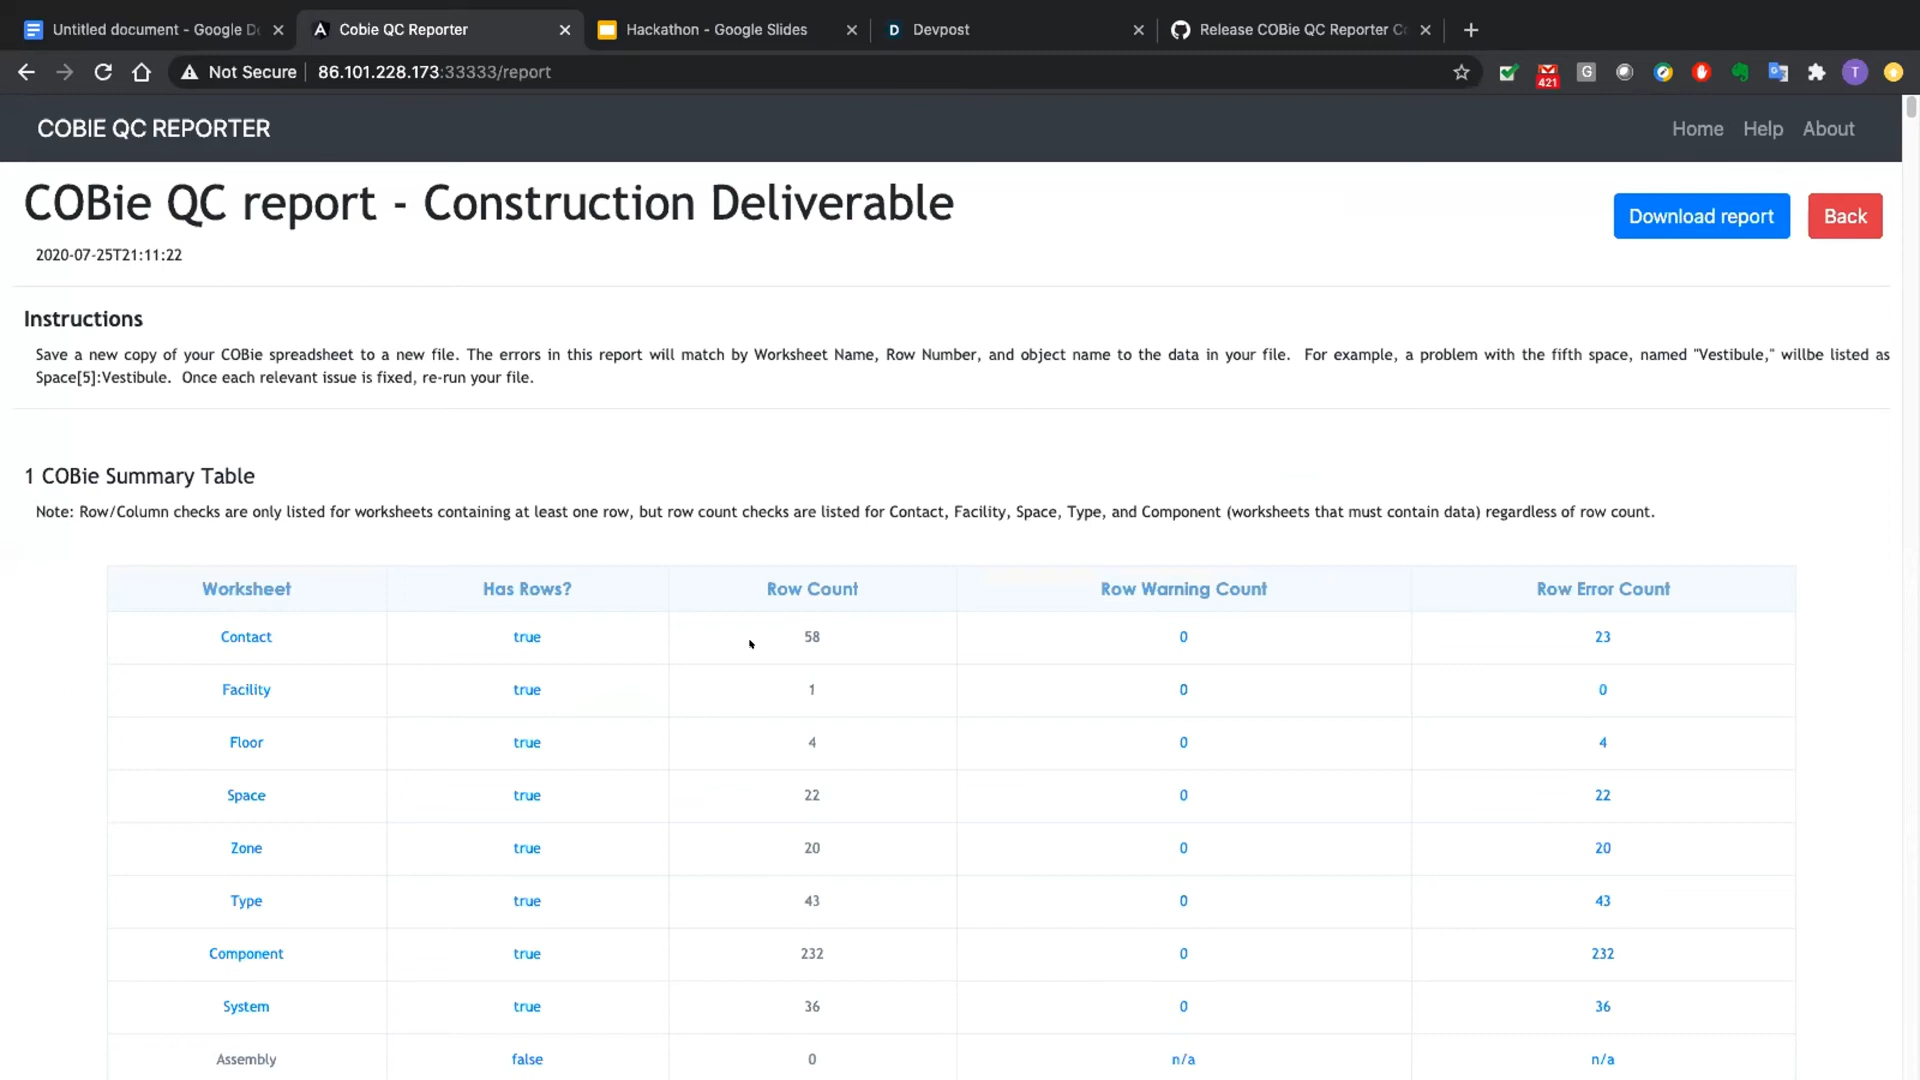 Untitled document - Google Do
Cobie QC Reporter
Hackathon - Google Slides
D Devpost
Release COBie QC Reporter Co
Not Secure
86.101.228.173:33333/report
421
G
T
COBIE QC REPORTER
Home
Help
About
COBie QC report - Construction Deliverable
Download report
Back
2020-07-25T21:11:22
Instructions
Save a new copy of your COBie spreadsheet to a new file. The errors in this report will match by Worksheet Name, Row Number, and object name to the data in your file. For example, a problem with the fifth space, named "Vestibule," willbe listed as
Space[5]:Vestibule. Once each relevant issue is fixed, re-run your file.
1 COBie Summary Table
Note: Row/Column checks are only listed for worksheets containing at least one row, but row count checks are listed for Contact, Facility, Space, Type, and Component (worksheets that must contain data) regardless of row count.
Worksheet Has Rows? Row Count Row Warning Count Row Error Count
Contact true 58 0 23
Facility true 1 0 0
Floor true 4 0 4
Space true 22 0 22
Zone true 20 0 20
Type true 43 0 43
Component true 232 0 232
System true 36 0 36
Assembly false 0 n/a n/a